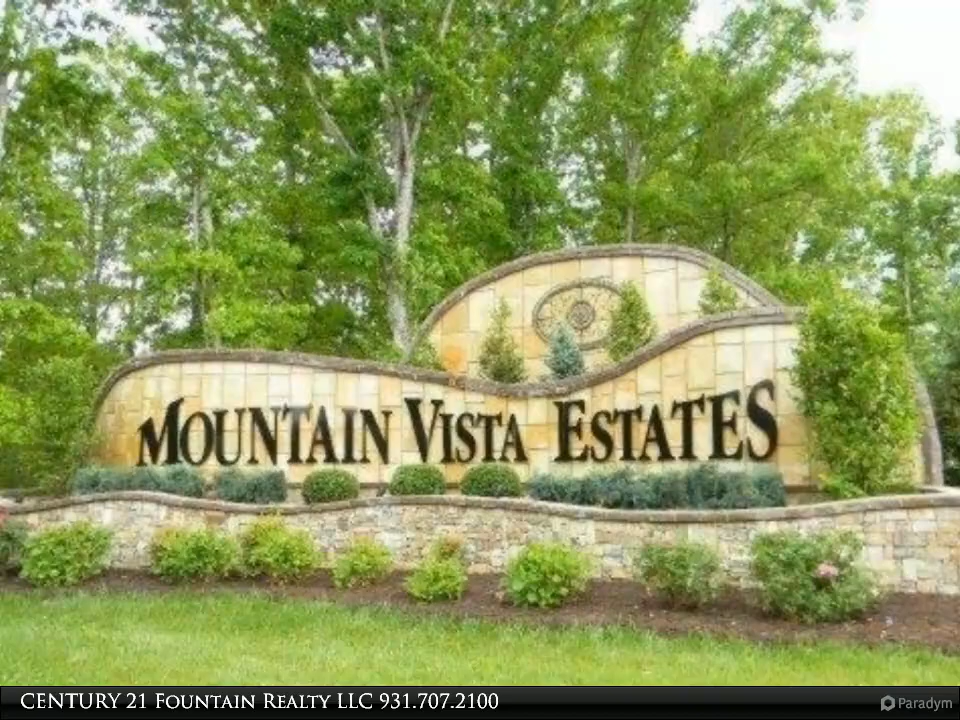 MOUNTAIN VISTA ESTATES
CENTURY 21 FOUNTAIN REALTY LLC 931.707.2100
Paradym